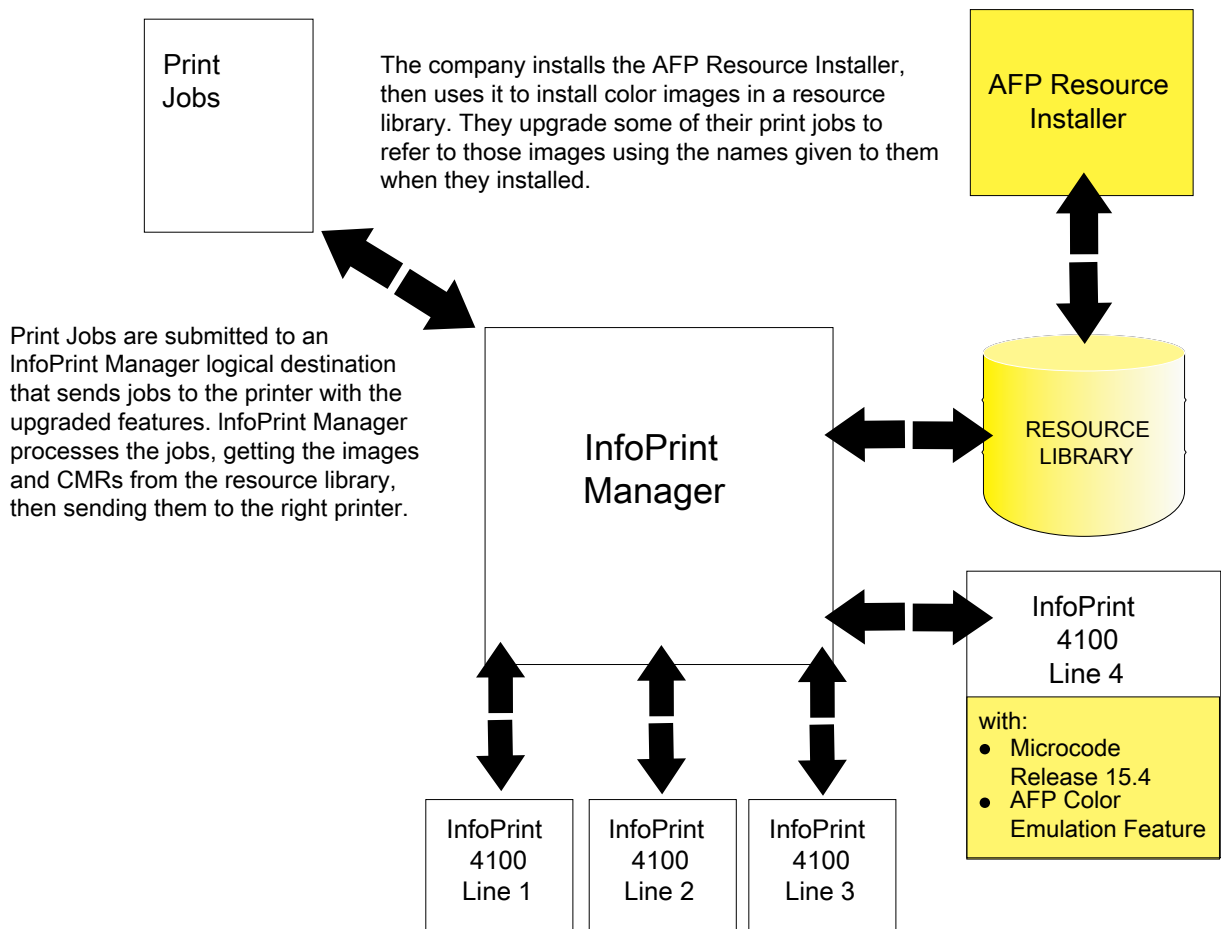 Print
Jobs
The company installs the AFP Resource Installer,
then uses it to install color images in a resource
library. They upgrade some of their print jobs to
refer to those images using the names given to them
when they installed.
AFP Resource
Installer
Print Jobs are submitted to an
InfoPrint Manager logical destination
that sends jobs to the printer with the
upgraded features. InfoPrint Manager
processes the jobs, getting the images
and CMRs from the resource library,
then sending them to the right printer.
InfoPrint
Manager
RESOURCE
LIBRARY
InfoPrint
4100
Line 4
with:
● Microcode
Release 15.4
● AFP Color
Emulation Feature
InfoPrint
4100
Line 1
InfoPrint
4100
Line 2
InfoPrint
4100
Line 3